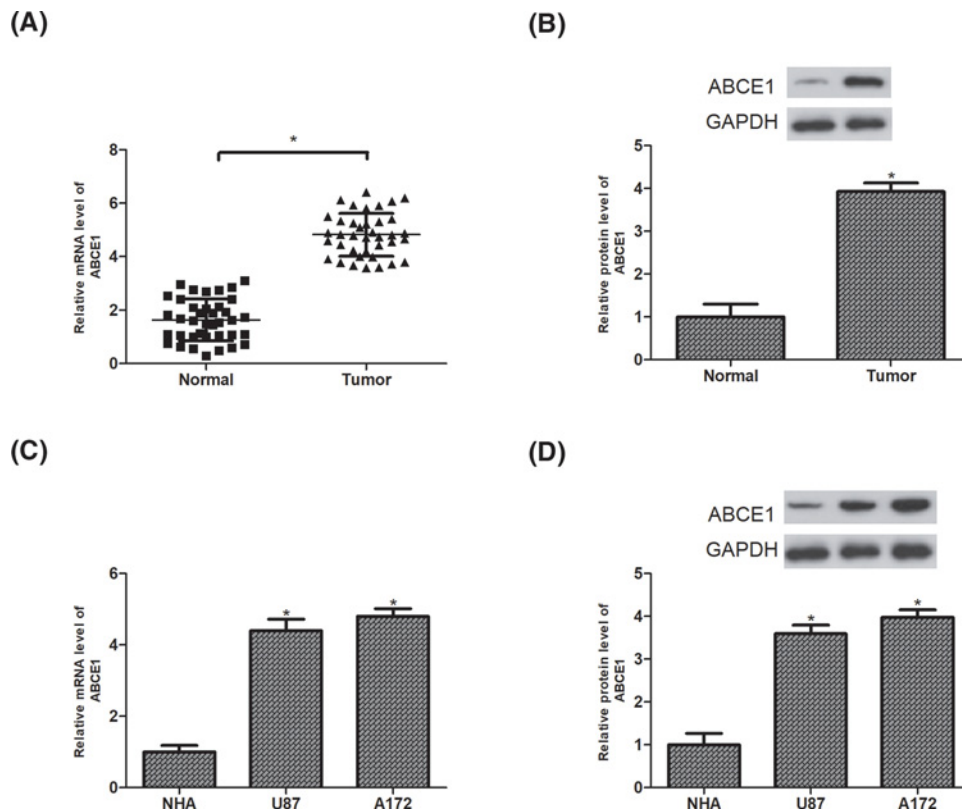 (A)
Relative mRNA level of
ABCE1
8
6
4
2
0
*
Normal
Tumor
(B)
ABCE1
GAPDH
Relative protein level of
ABCE1
5
4
3
2
1
0
*
Normal
Tumor
(C)
Relative mRNA level of
ABCE1
6
4
2
0
*
*
NHA
U87
A172
(D)
ABCE1
GAPDH
Relative protein level of
ABCE1
5
4
3
2
1
0
*
*
NHA
U87
A172